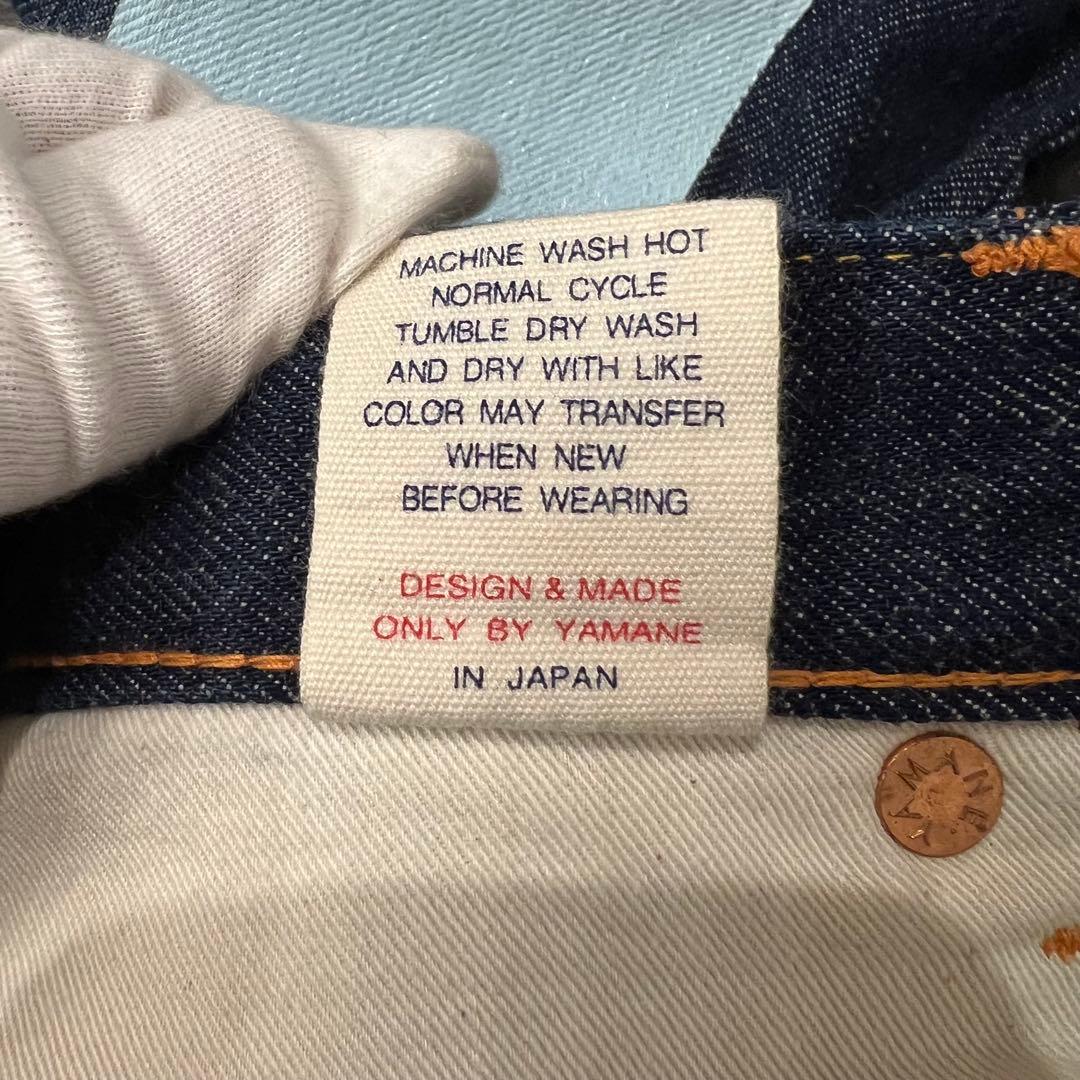 MACHINE WASH HOT
NORMAL CYCLE
TUMBLE DRY WASH
AND DRY WITH LIKE
COLOR MAY TRANSFER
WHEN NEW
BEFORE WEARING
DESIGN & MADE
ONLY BY YAMANE
IN JAPAN
YAMANE